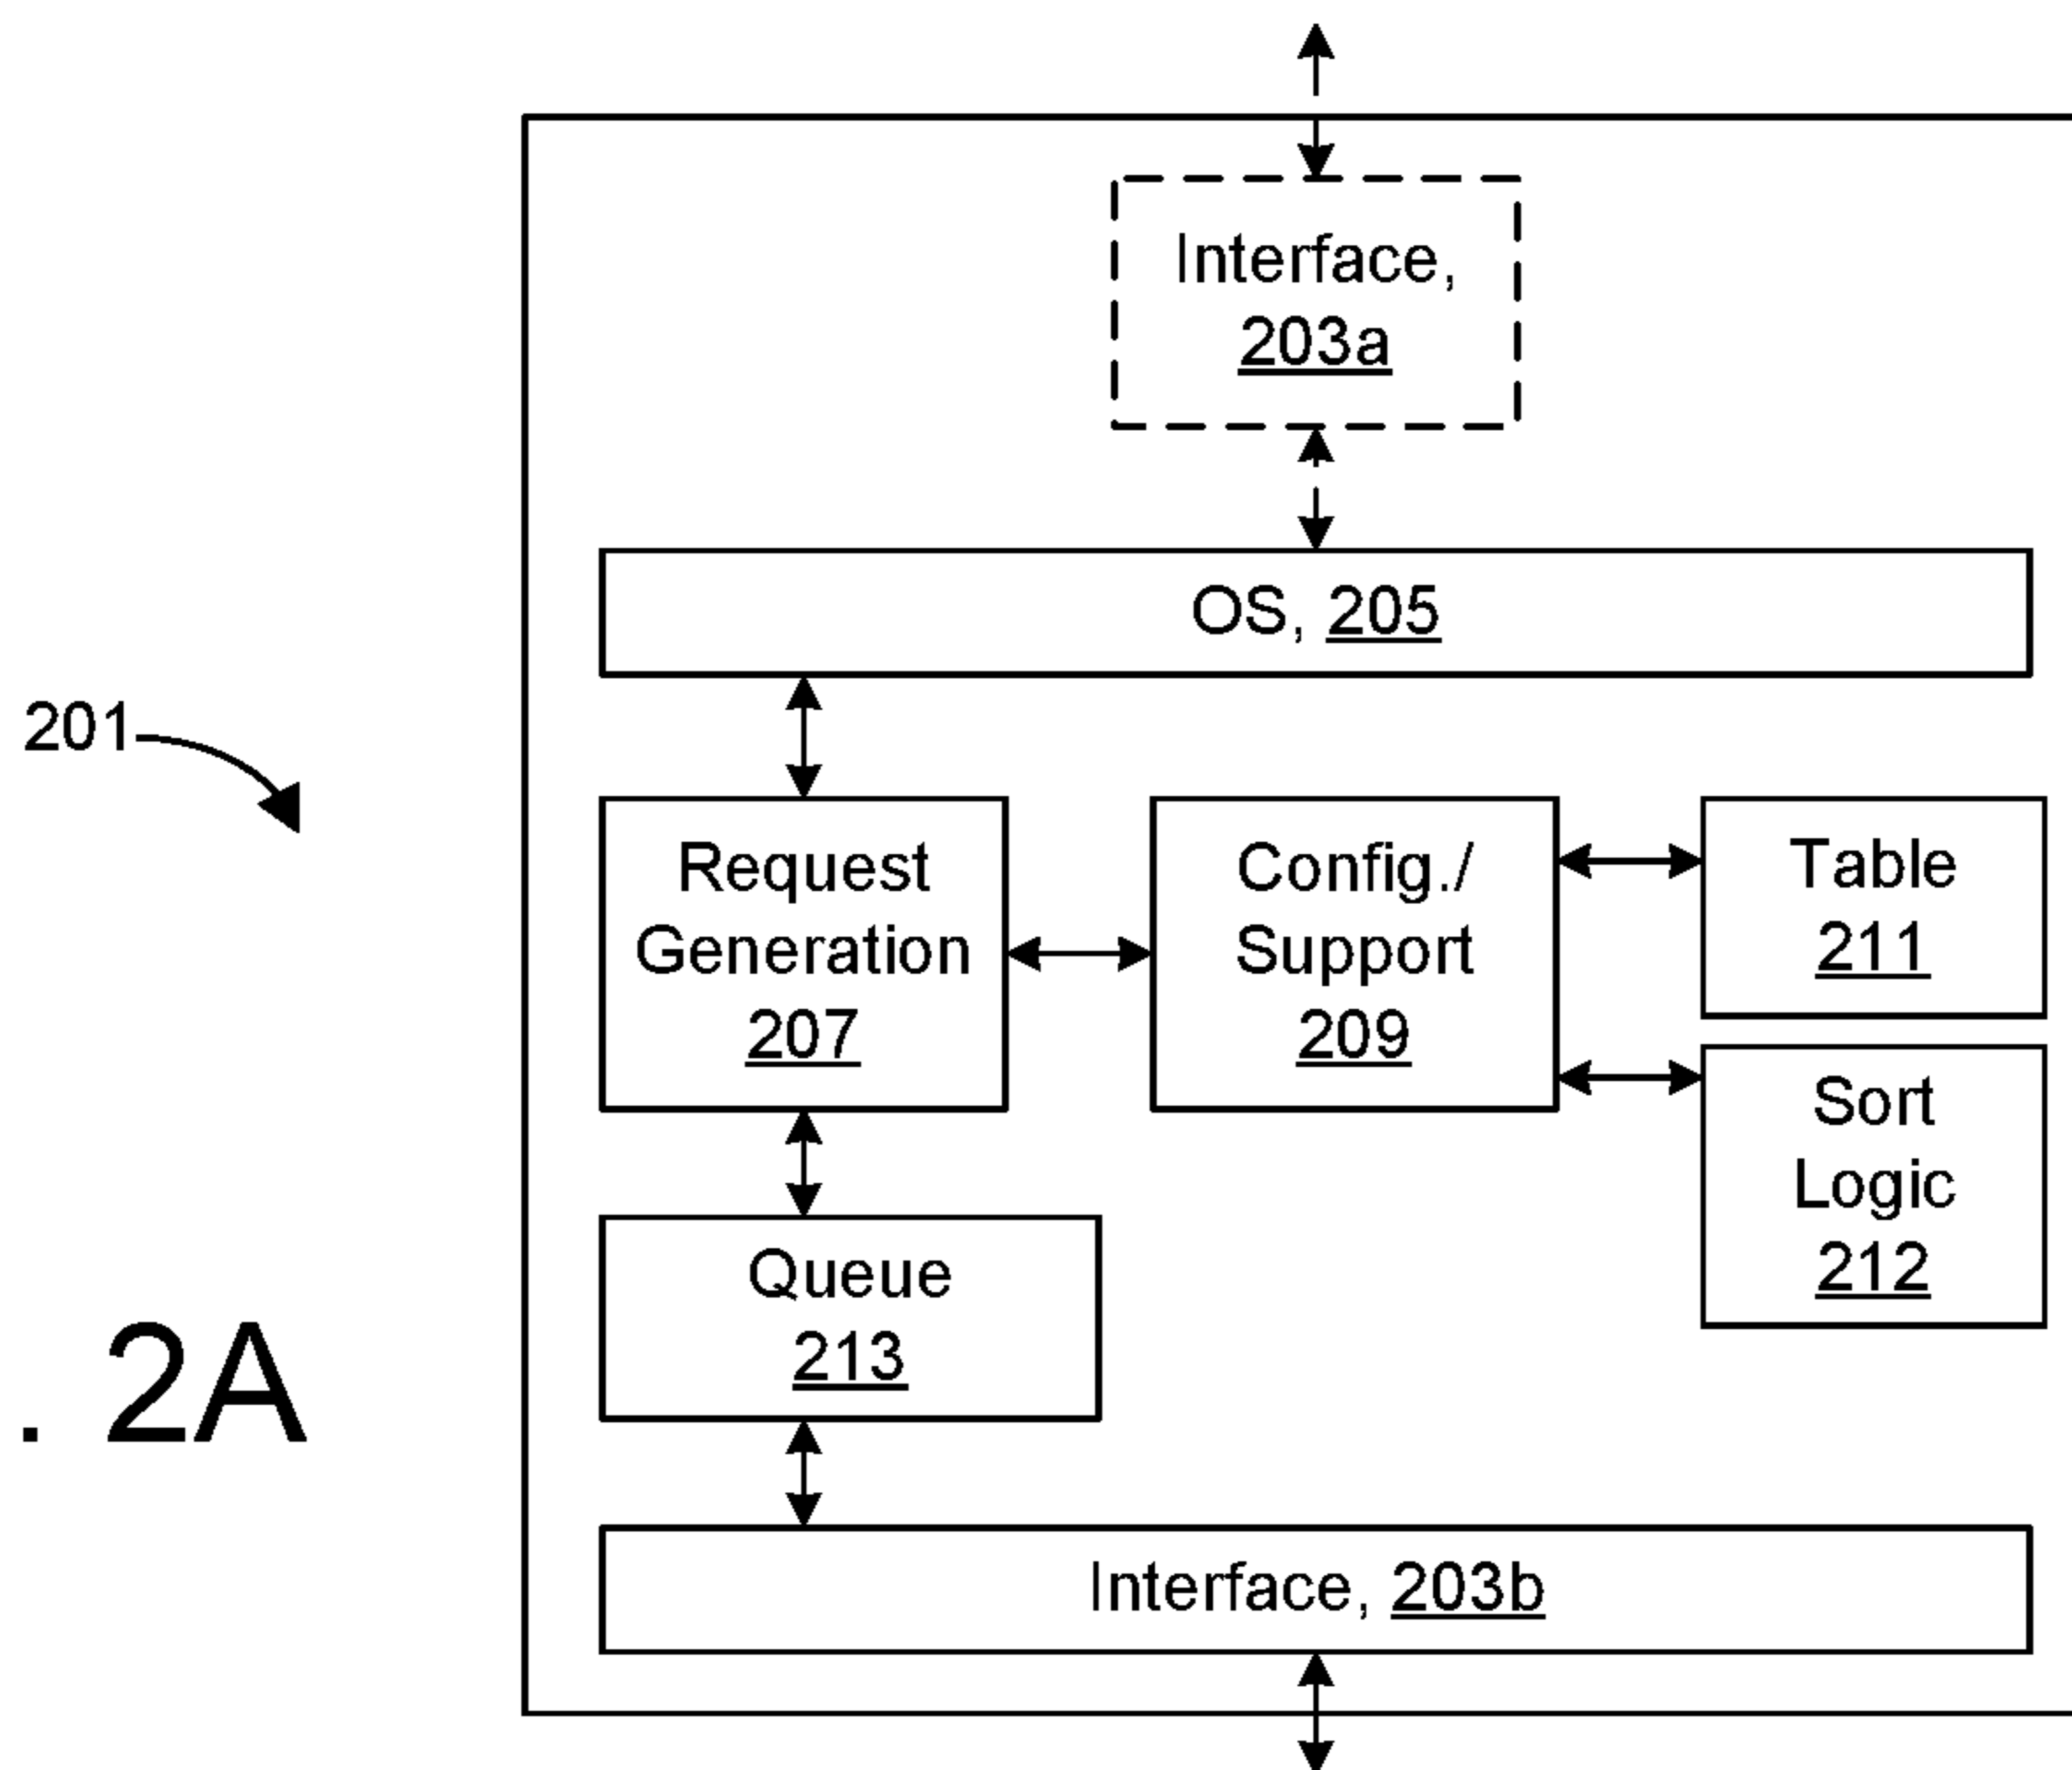 Interface,
203a
OS, 205
201
Request
Generation
207
Config./
Support
209
Table
211
Sort
Logic
212
Queue
213
. 2A
Interface, 203b